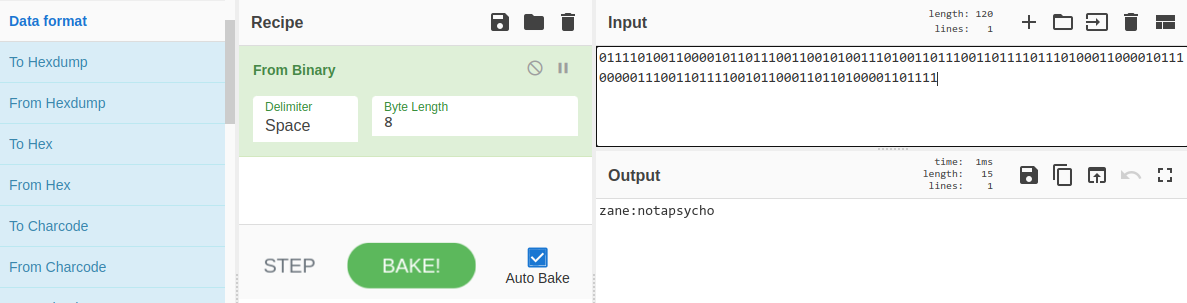 Data format
To Hexdump
From Hexdump
To Hex
From Hex
To Charcode
From Charcode
Recipe
From Binary
Delimiter
Space
Byte Length
8
STEP
BAKE!
Auto Bake
Input
length: 120
lines: 1
0111101001100001011011100110010100111010011011100110111101110100011000010111
00000111001101111001011000110110100001101111
Output
time: 1ms
length: 15
lines: 1
zane:notapsycho